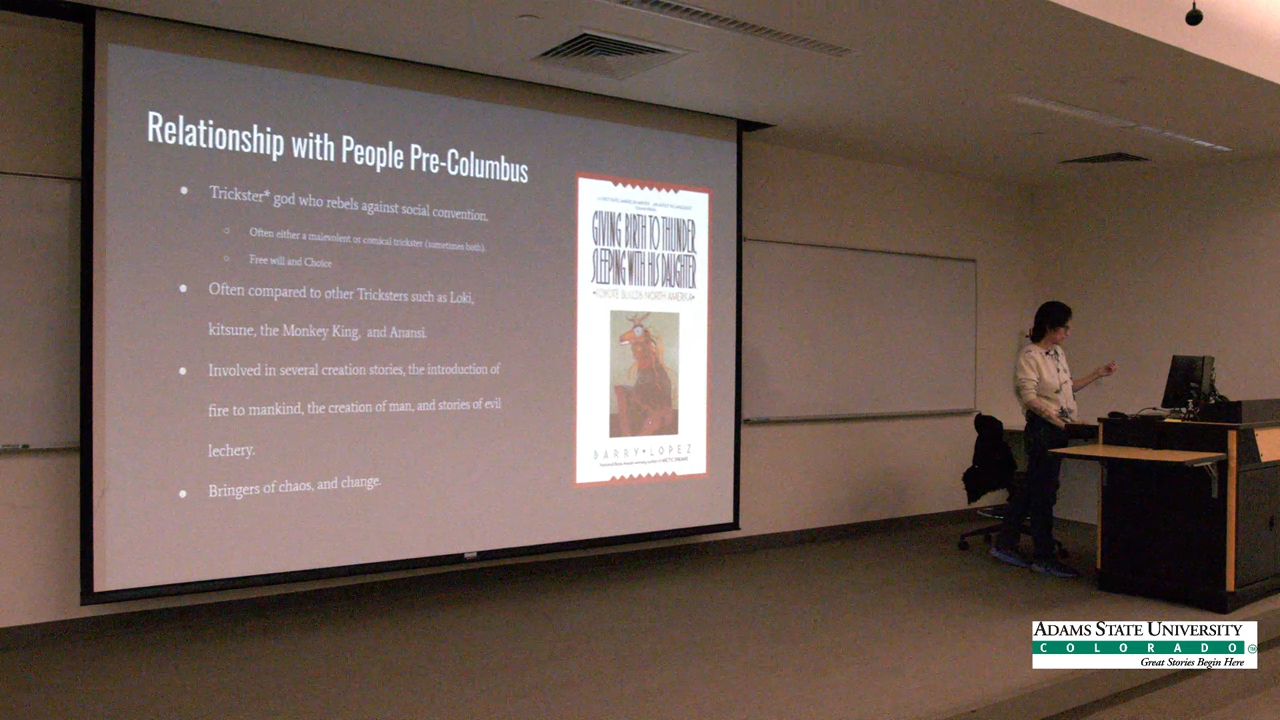 Relationship with People Pre-Columbus
Trickster* god who rebels against social convention.
Often either a malevolent or comical trickster (sometimes both).
Free will and Choice
Often compared to other Tricksters such as Loki,
kitsune, the Monkey King, and Anansi.
Involved in several creation stories, the introduction of
fire to mankind, the creation of man, and stories of evil
lechery.
Bringers of chaos, and change.
GIVING BIRTH TO THUNDER
SLEEPING WITH HIS DAUGHTER
•COYOTE BUILDS NORTH AMERICA•
BARRY•LOPEZ
ADAMS STATE UNIVERSITY
COLORADO
Great Stories Begin Here